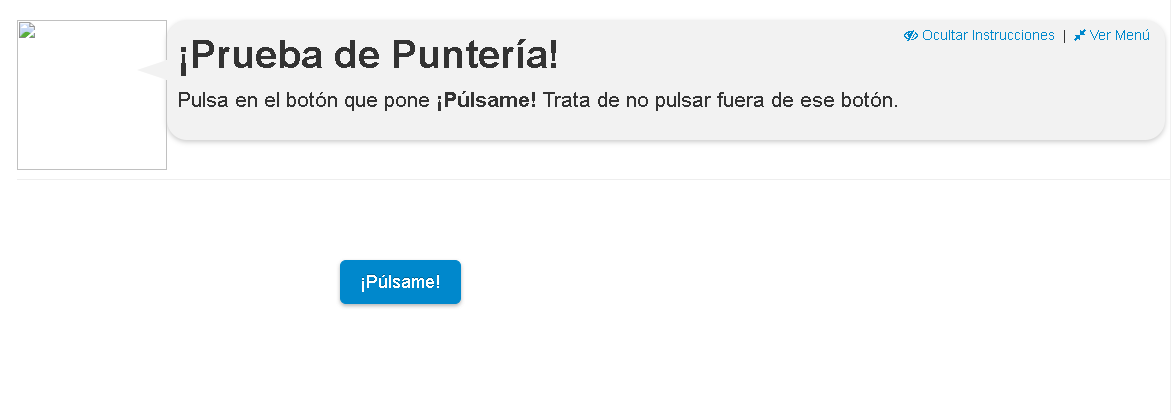 Ocultar Instrucciones | Ver Menú
¡Prueba de Puntería!
Pulsa en el botón que pone ¡Púlsame! Trata de no pulsar fuera de ese botón.
¡Púlsame!